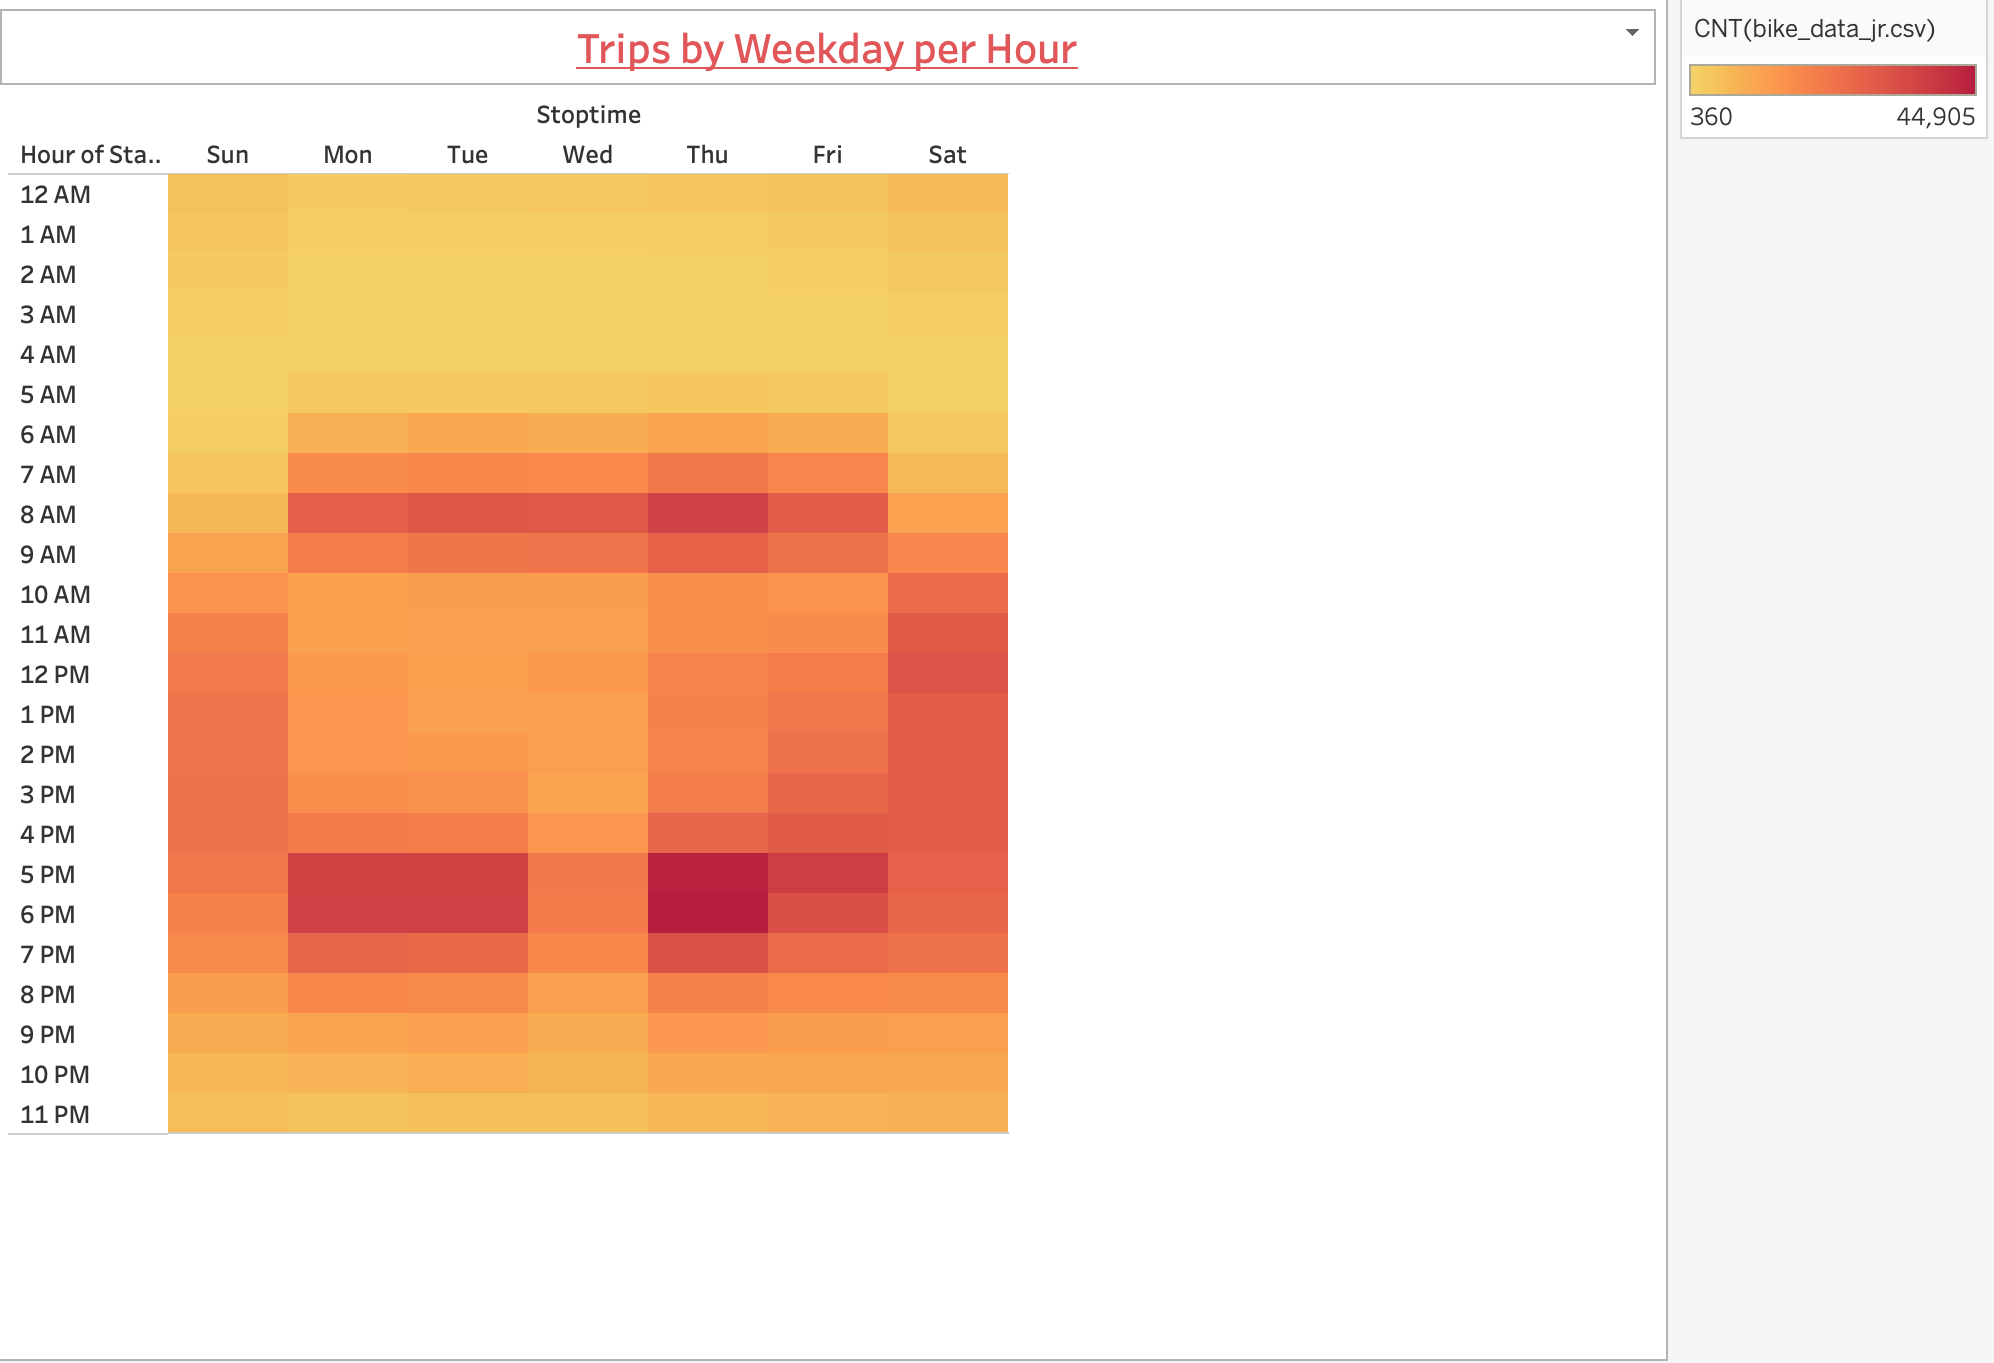 Trips by Weekday per Hour
CNT(bike_data_jr.csv)
360 44,905
Stoptime
Hour of Sta.. Sun Mon Tue Wed Thu Fri Sat
12 AM
1 AM
2 AM
3 AM
4 AM
5 AM
6 AM
7 AM
8 AM
9 AM
10 AM
11 AM
12 PM
1 PM
2 PM
3 PM
4 PM
5 PM
6 PM
7 PM
8 PM
9 PM
10 PM
11 PM